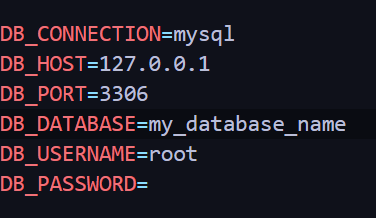 DB_CONNECTION=mysql
DB_HOST=127.0.0.1
DB_PORT=3306
DB_DATABASE=my_database_name
DB_USERNAME=root
DB_PASSWORD=